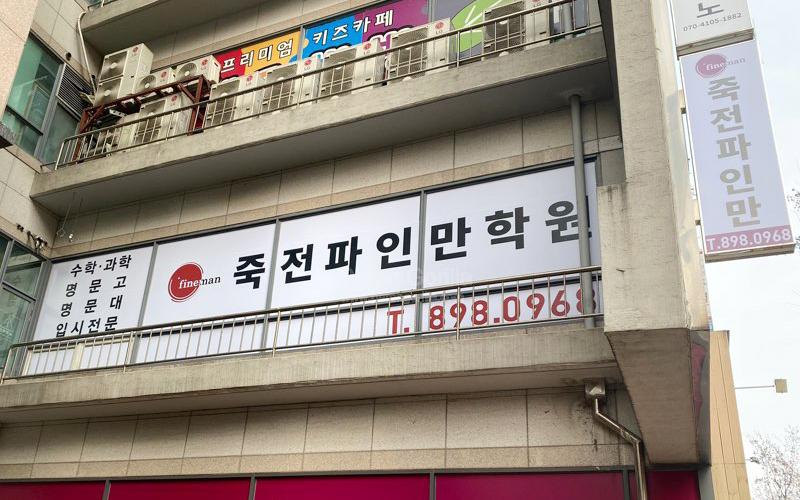 프리미엄
키즈카페
노
070-4105-1882
fineman
죽전파인만
T.898.0968
수학·과학
명문고
명문대
입시전문
fineman
죽전파인만학원
T. 898.0968